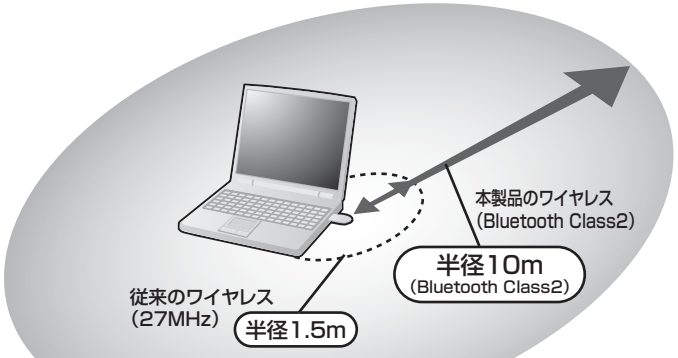 本製品のワイヤレス
（Bluetooth Class2）
半径10m
（Bluetooth Class2）
従来のワイヤレス
（27MHz）
半径1.5m